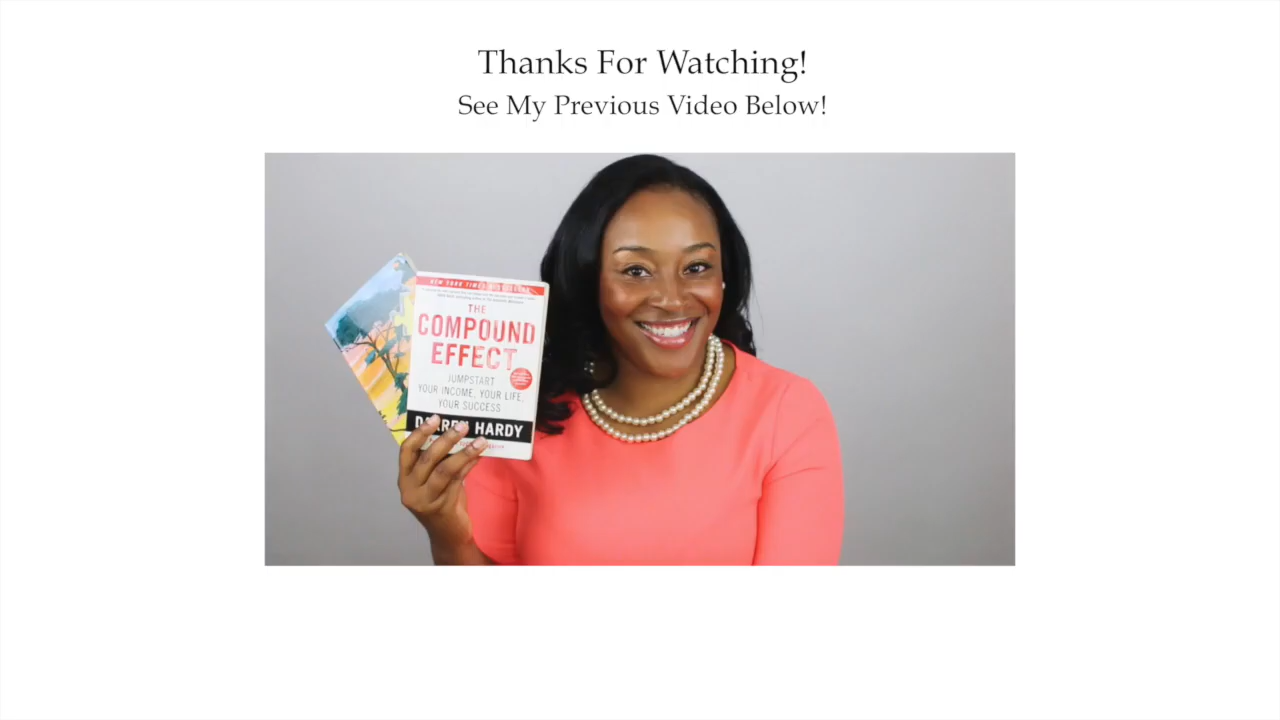 Thanks For Watching!
See My Previous Video Below!
THE
COMPOUND
EFFECT
JUMPSTART
YOUR INCOME, YOUR LIFE,
YOUR SUCCESS
DARREN HARDY